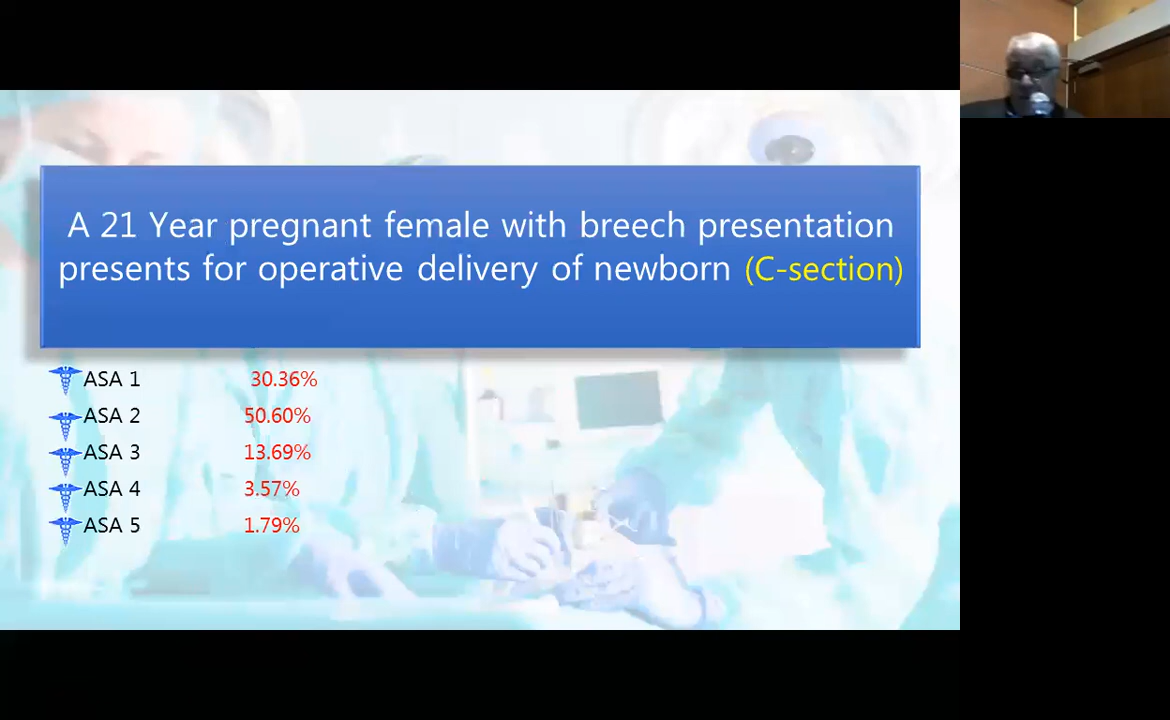 A 21 Year pregnant female with breech presentation
presents for operative delivery of newborn (C-section)
ASA 1 30.36%
ASA 2 50.60%
ASA 3 13.69%
ASA 4 3.57%
ASA 5 1.79%